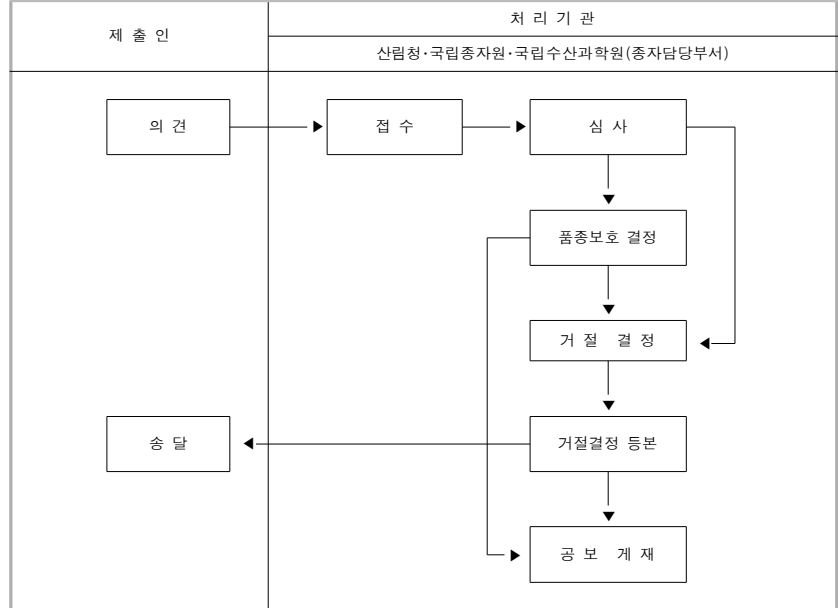 제 출 인
처 리 기 관
산림청·국립종자원·국립수산과학원(종자담당부서)
의 견
접 수
심 사
품종보호 결정
거 절 결 정
송 달
거절결정 등본
공 보 게 재